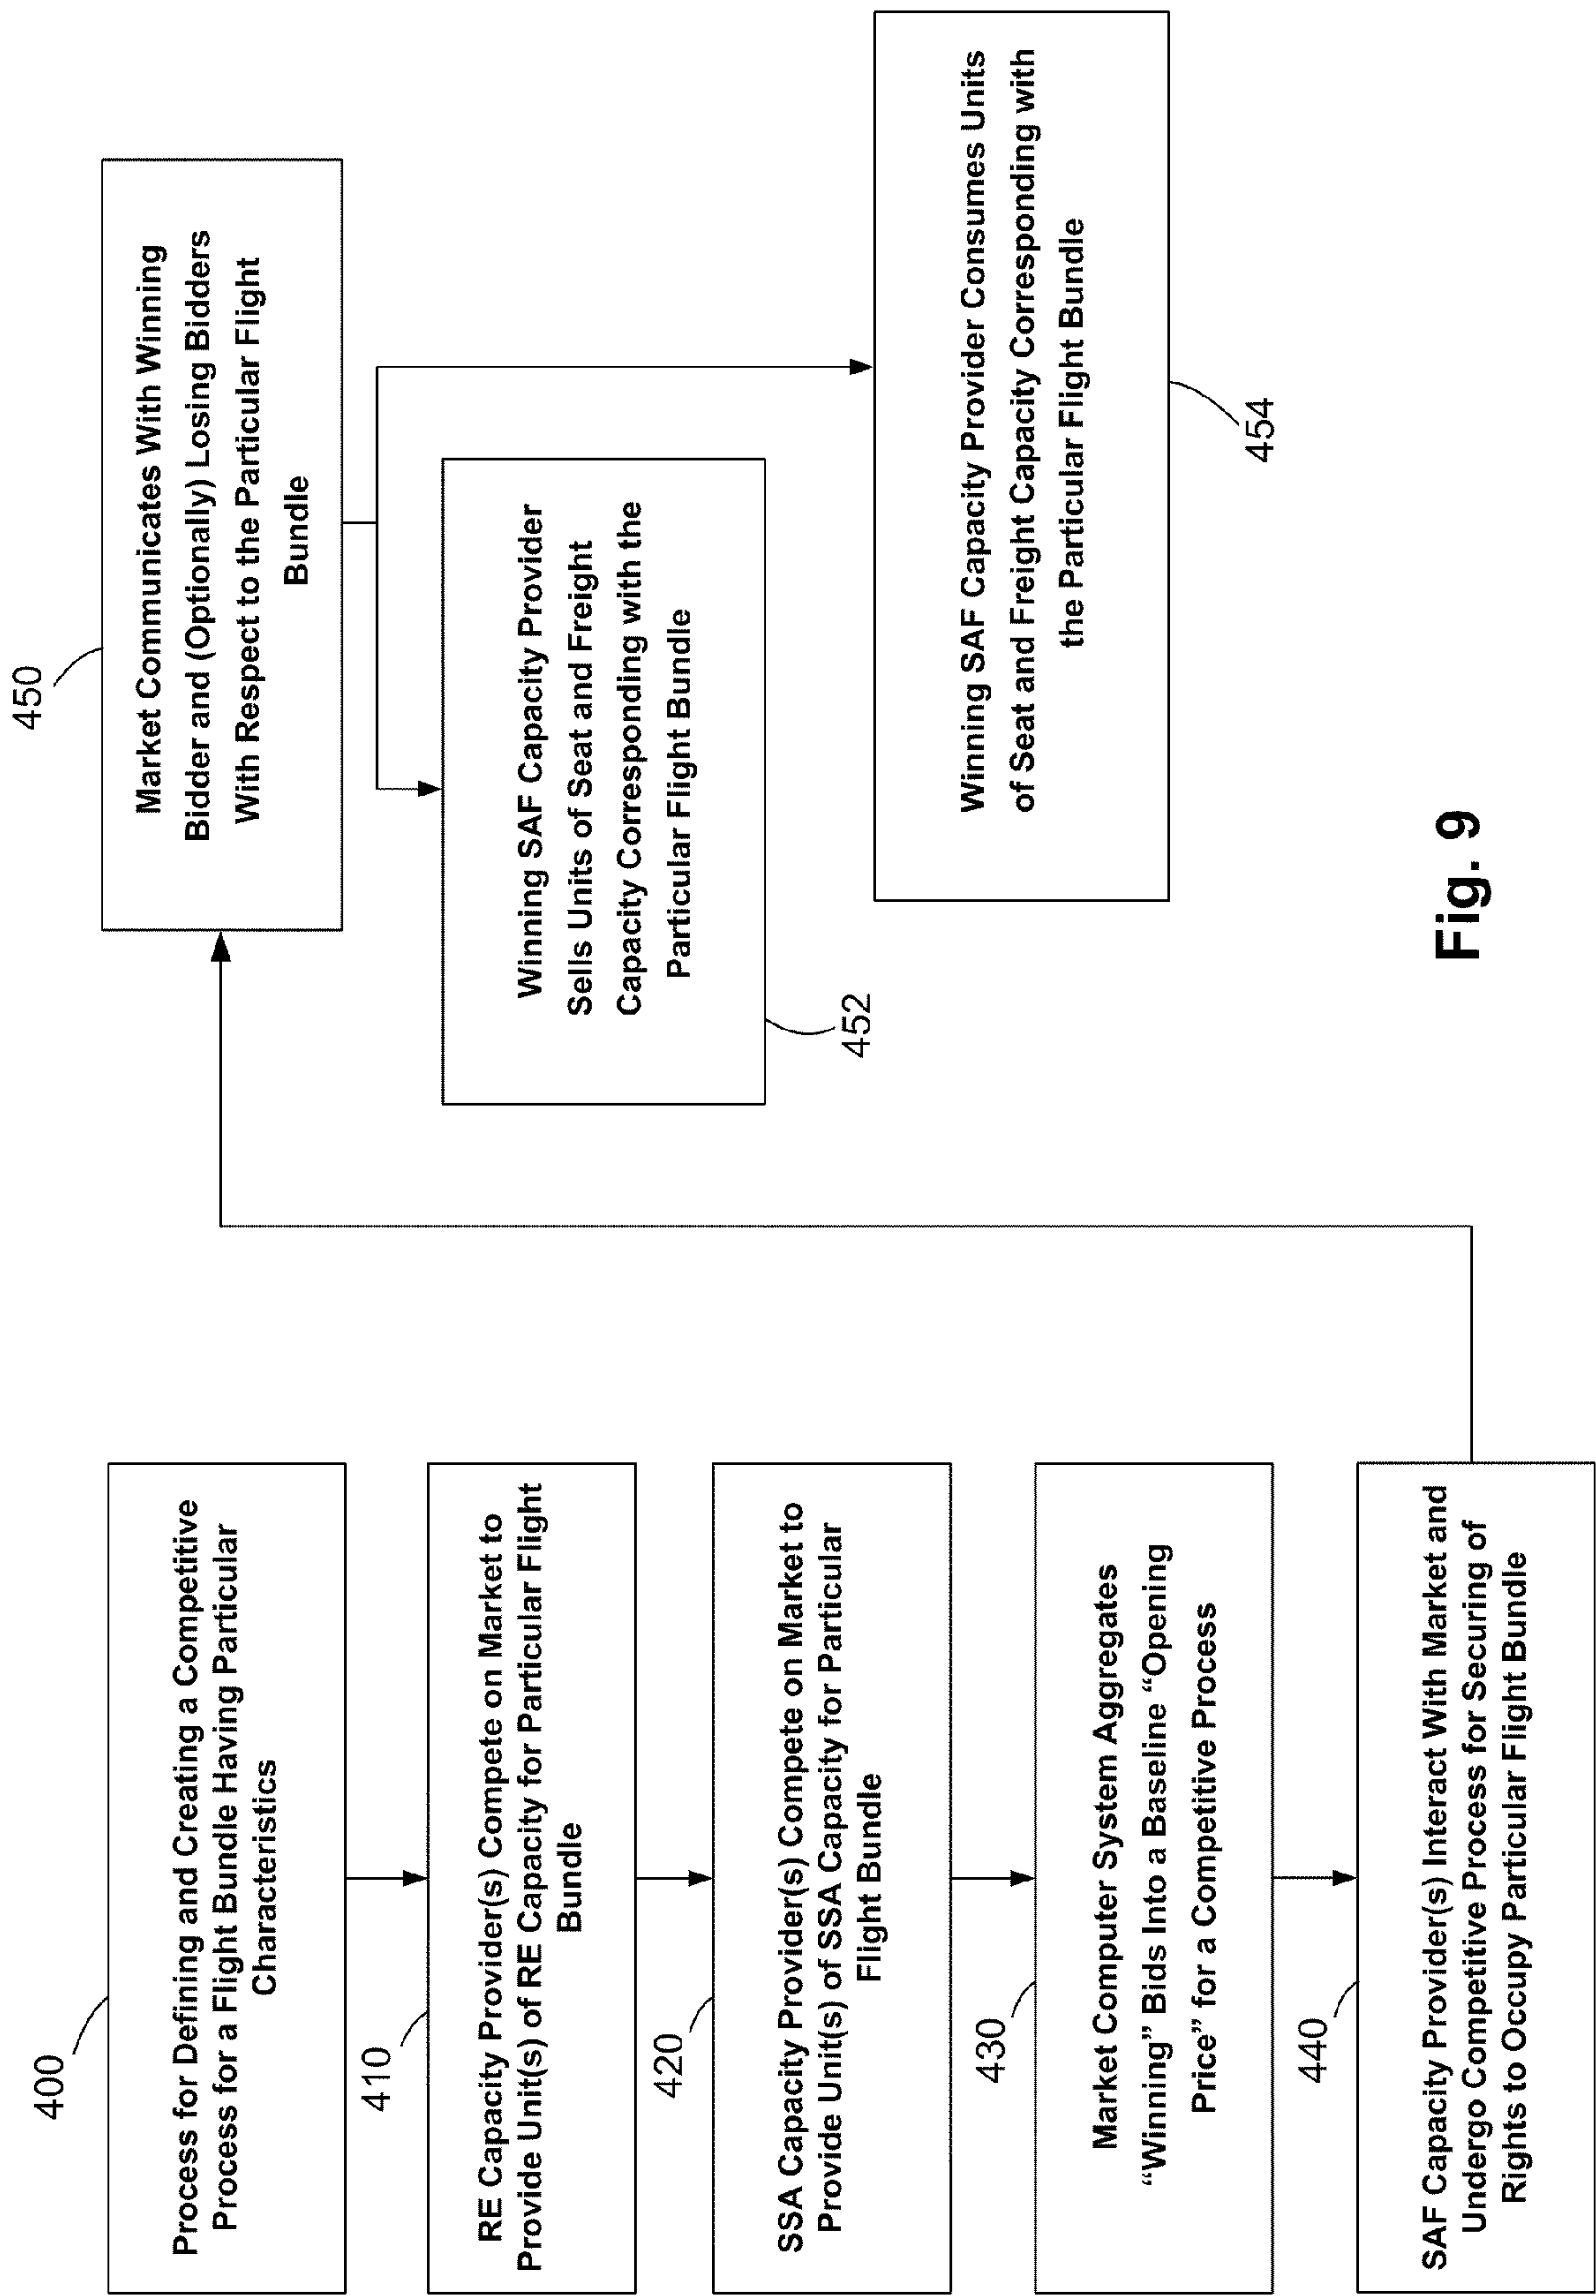 400
Process for Defining and Creating a Competitive
Process for a Flight Bundle Having Particular
Characteristics
410
RE Capacity Provider(s) Compete on Market to
Provide Unit(s) of RE Capacity for Particular Flight
Bundle
420
SSA Capacity Provider(s) Compete on Market to
Provide Unit(s) of SSA Capacity for Particular
Flight Bundle
430
Market Computer System Aggregates
“Winning” Bids Into a Baseline “Opening
Price” for a Competitive Process
440
SAF Capacity Provider(s) Interact With Market and
Undergo Competitive Process for Securing of
Rights to Occupy Particular Flight Bundle
450
Market Communicates With Winning
Bidder and (Optionally) Losing Bidders
With Respect to the Particular Flight
Bundle
Winning SAF Capacity Provider
Sells Units of Seat and Freight
Capacity Corresponding with the
Particular Flight Bundle
452
Winning SAF Capacity Provider Consumes Units
of Seat and Freight Capacity Corresponding with
the Particular Flight Bundle
454
Fig. 9